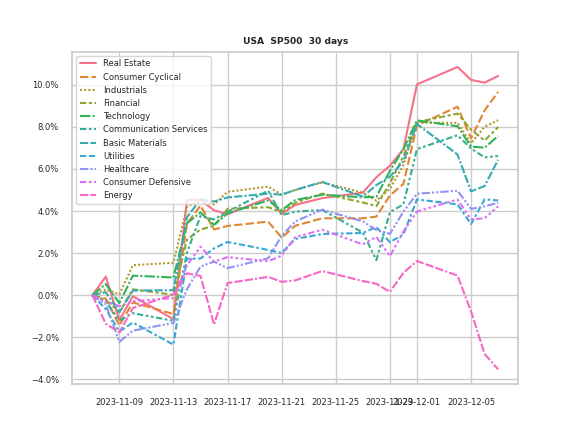 USA SP500 30 days
Real Estate
Consumer Cyclical
Industrials
Financial
Technology
Communication Services
Basic Materials
Utilities
Healthcare
Consumer Defensive
Energy
10.0%
8.0%
6.0%
4.0%
2.0%
0.0%
−2.0%
−4.0%
2023-11-09 2023-11-13 2023-11-17 2023-11-21 2023-11-25 2023-11-29 2023-12-01 2023-12-05